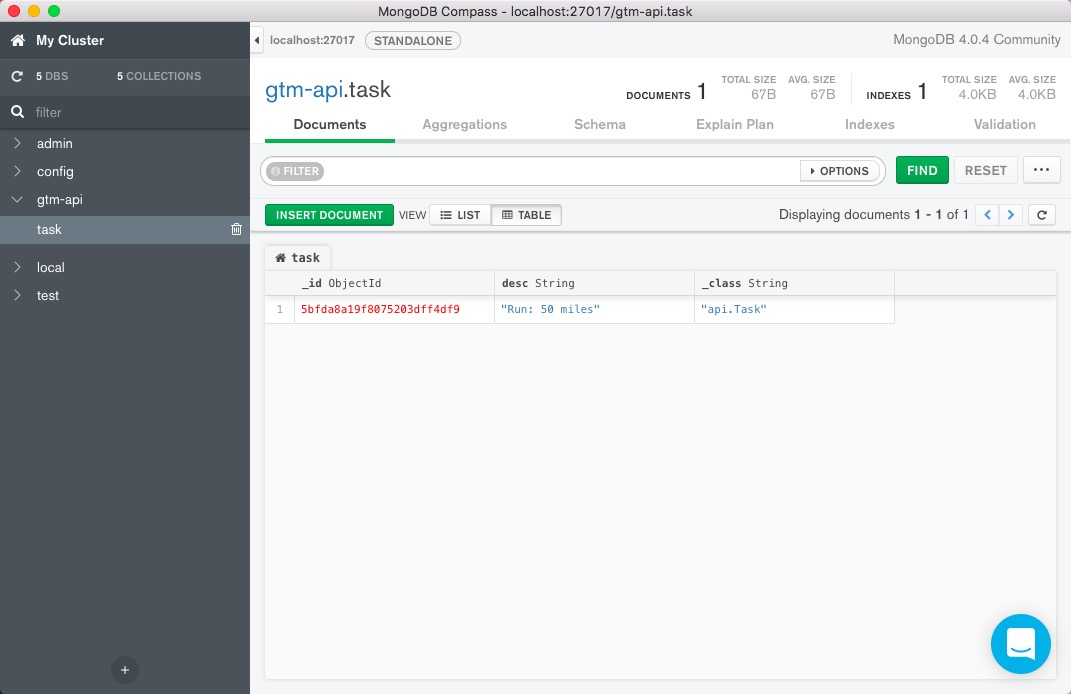 MongoDB Compass - localhost:27017/gtm-api.task
My Cluster
5 DBS 5 COLLECTIONS
filter
admin
config
gtm-api
task
local
test
localhost:27017 STANDALONE MongoDB 4.0.4 Community
gtm-api.task
DOCUMENTS 1 TOTAL SIZE 67B AVG. SIZE 67B INDEXES 1 TOTAL SIZE 4.0KB AVG. SIZE 4.0KB
Documents Aggregations Schema Explain Plan Indexes Validation
FILTER OPTIONS FIND RESET ...
INSERT DOCUMENT VIEW LIST TABLE Displaying documents 1 - 1 of 1
task
_id ObjectId desc String _class String
1 5bfda8a19f8075203dff4df9 "Run: 50 miles" "api.Task"